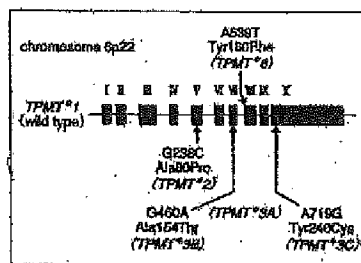 A539T
chromosome 6p22
Tyr180Phe
(TPMT*6)
I II III IV V VI VII VIII IX X
TPMT*1
(wild type)
G238C
Ala80Pro
(TPMT*2)
G460A
(TPMT*3A)
A719G
Ala154Thr
Tyr240Cys
(TPMT*3B)
(TPMT*3C)